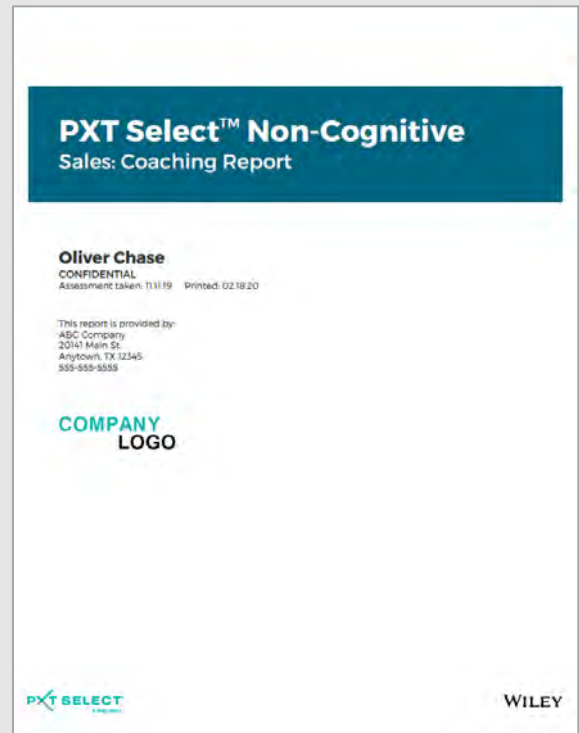 PXT Select™ Non-Cognitive
Sales: Coaching Report
Oliver Chase
CONFIDENTIAL
Assessment taken: 11.11.19 Printed: 02.18.20
This report is provided by:
ABC Company
20141 Main St.
Anytown, TX 12345
555-555-5555
COMPANY
LOGO
PXT SELECT
WILEY